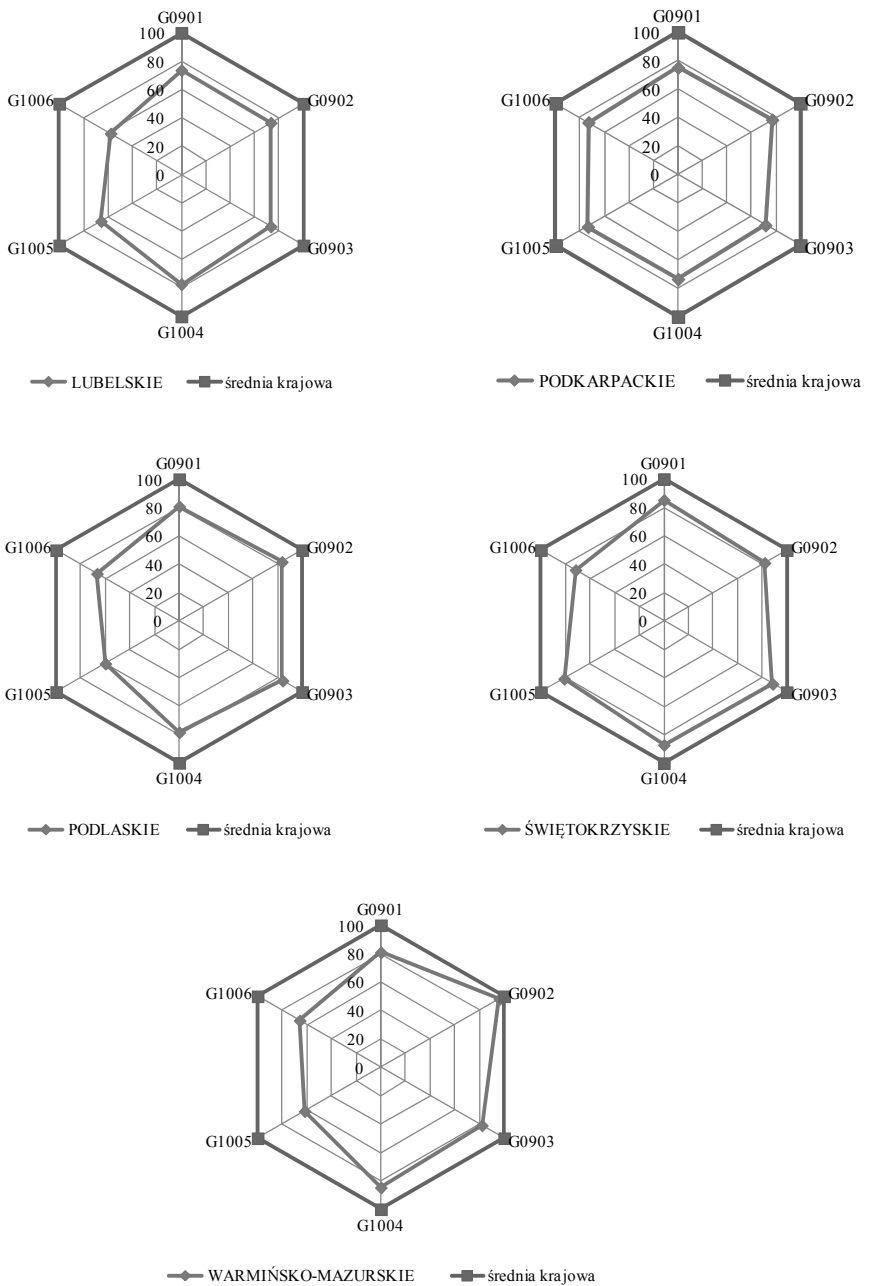 G0901
100
80
60
40
20
0
G0902
G0903
G1004
G1005
G1006
LUBELSKIE średnia krajowa
G0901
100
80
60
40
20
0
G0902
G0903
G1004
G1005
G1006
PODKARPACKIE średnia krajowa
G0901
100
80
60
40
20
0
G0902
G0903
G1004
G1005
G1006
PODLASKIE średnia krajowa
G0901
100
80
60
40
20
0
G0902
G0903
G1004
G1005
G1006
ŚWIĘTOKRZYSKIE średnia krajowa
G0901
100
80
60
40
20
0
G0902
G0903
G1004
G1005
G1006
WARMIŃSKO-MAZURSKIE średnia krajowa